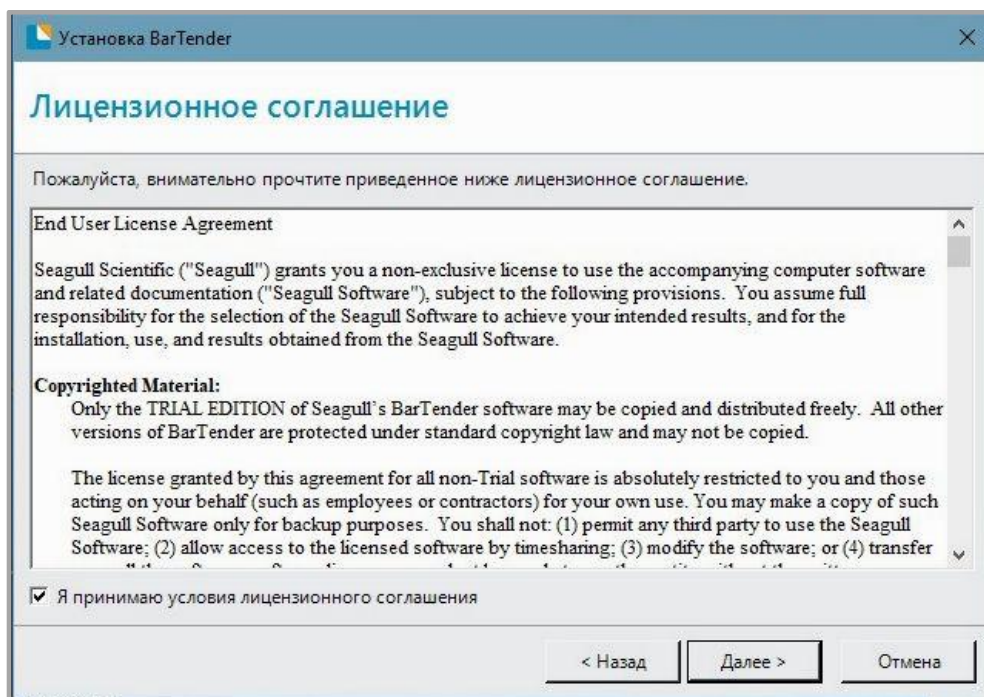 Установка BarTender
Лицензионное соглашение
Пожалуйста, внимательно прочтите приведенное ниже лицензионное соглашение.
End User License Agreement
Seagull Scientific ("Seagull") grants you a non-exclusive license to use the accompanying computer software
and related documentation ("Seagull Software"), subject to the following provisions.  You assume full
responsibility for the selection of the Seagull Software to achieve your intended results, and for the
installation, use, and results obtained from the Seagull Software.
Copyrighted Material:
Only the TRIAL EDITION of Seagull’s BarTender software may be copied and distributed freely.  All other
versions of BarTender are protected under standard copyright law and may not be copied.
The license granted by this agreement for all non-Trial software is absolutely restricted to you and those
acting on your behalf (such as employees or contractors) for your own use. You may make a copy of such
Seagull Software only for backup purposes.  You shall not: (1) permit any third party to use the Seagull
Software; (2) allow access to the licensed software by timesharing; (3) modify the software; or (4) transfer
Я принимаю условия лицензионного соглашения
< Назад
Далее >
Отмена